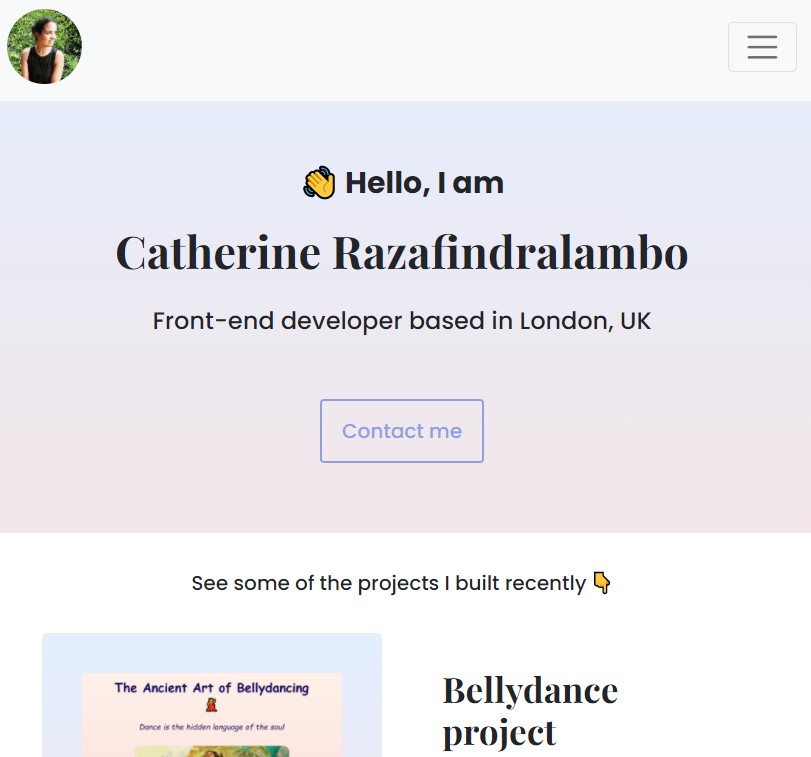 👋 Hello, I am
Catherine Razafindralambo
Front-end developer based in London, UK
Contact me
See some of the projects I built recently 👇
The Ancient Art of Bellydancing
Dance is the hidden language of the soul
Bellydance
project